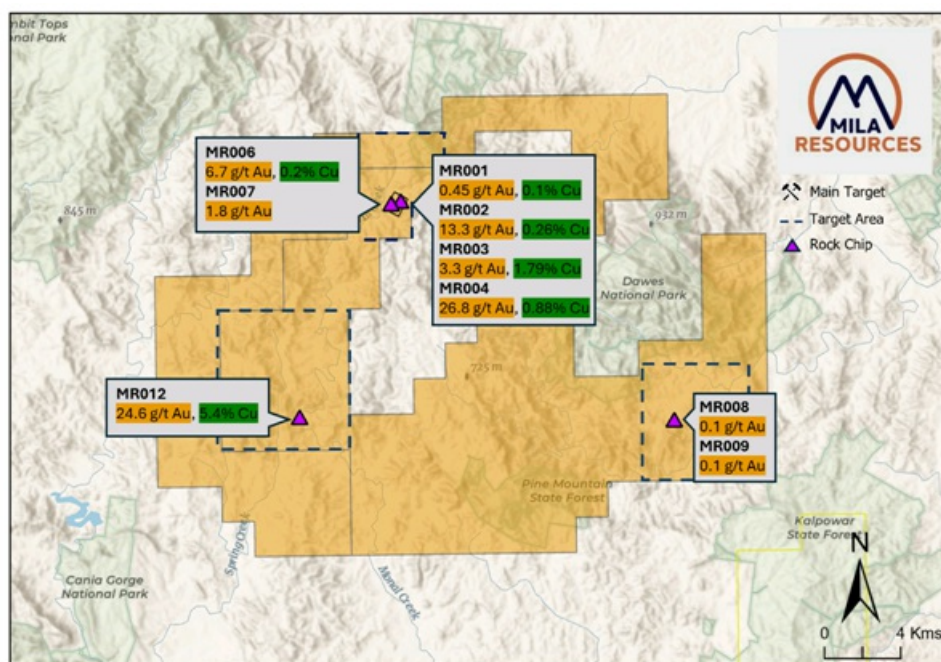 nbit Tops
onal Park
MILA
RESOURCES
Main Target
Target Area
Rock Chip
MR006
6.7 g/t Au, 0.2% Cu
MR007
1.8 g/t Au
MR001
0.45 g/t Au, 0.1% Cu
MR002
13.3 g/t Au, 0.26% Cu
MR003
3.3 g/t Au, 1.79% Cu
MR004
26.8 g/t Au, 0.88% Cu
845 m
932 m
Dawes
National Park
725 m
MR012
24.6 g/t Au, 5.4% Cu
MR008
0.1 g/t Au
MR009
0.1 g/t Au
Pine Mountain
State Forest
Kalpowar
State Forest
Spring Creek
Monal Creek
Cania Gorge
National Park
N
0 4 Kms